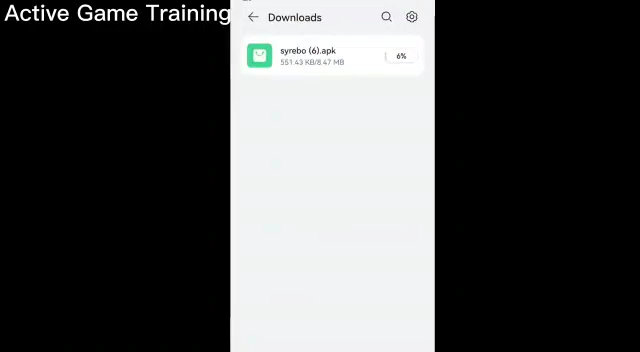 Active Game Training
Downloads
syrebo (6).apk
551.43 KB/8.47 MB
6%